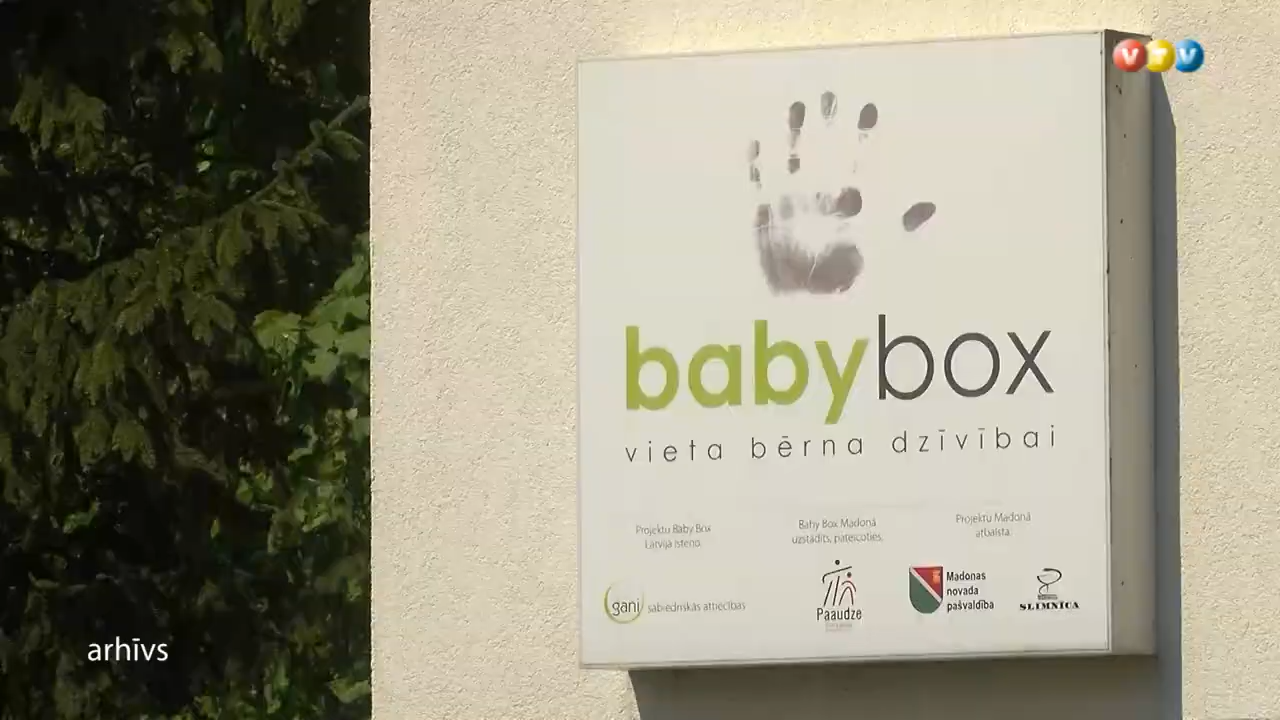 VTV
babybox
vieta bērna dzīvībai
Projektu Baby Box
Latvijā īsteno:
Baby Box Madonā
uzstādīts, pateicoties:
Projektu Madonā
atbalsta:
gani sabiedriskās attiecības
Paaudze
Madonas
novada
pašvaldība
SLIMNĪCA
arhīvs